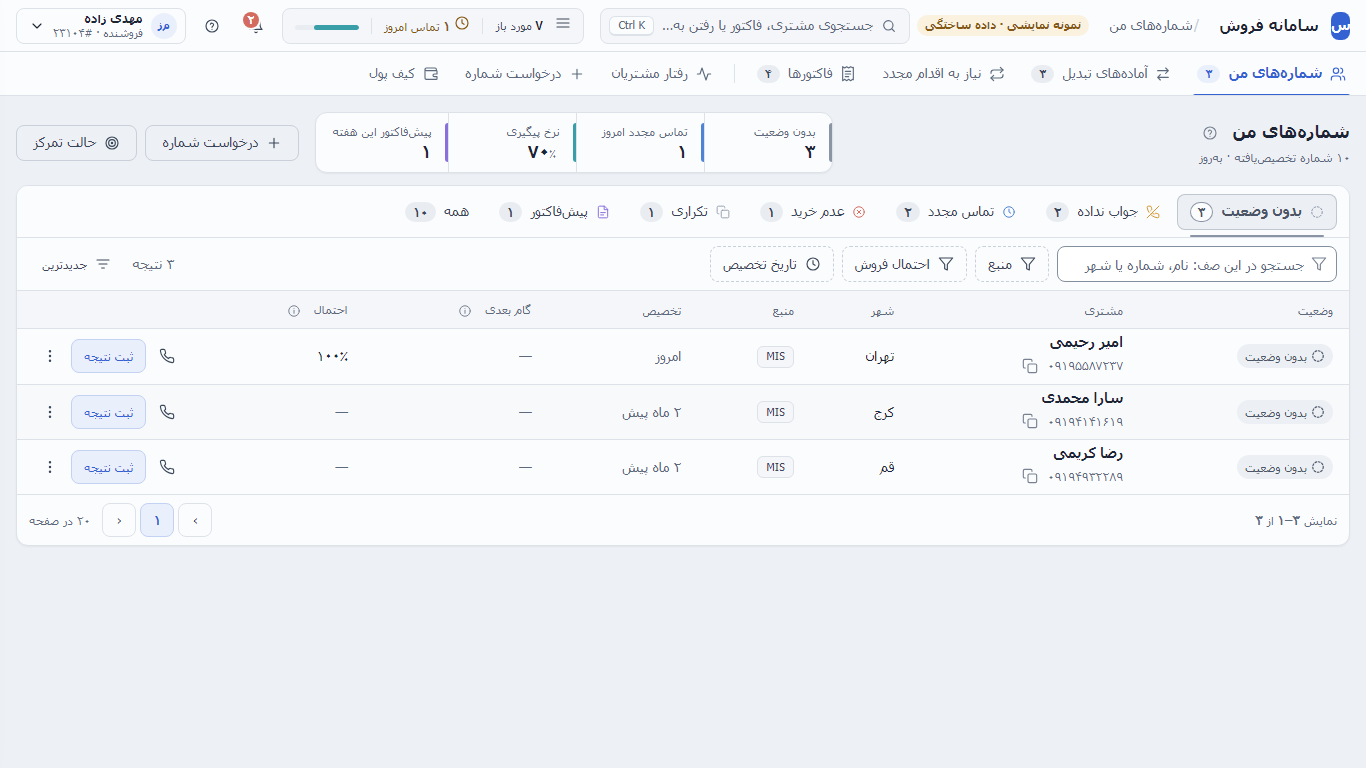 س سامانه فروش / شماره‌های من نمونه نمایشی · داده ساختگی
جستجوی مشتری، فاکتور یا رفتن به... Ctrl K
۷ مورد باز ۱ تماس امروز
۲
مز مهدی زاده
فروشنده · #۲۳۱۰۴
شماره‌های من ۳ آماده‌های تبدیل ۳ نیاز به اقدام مجدد فاکتورها ۴ رفتار مشتریان درخواست شماره کیف پول
شماره‌های من
۱۰ شماره تخصیص‌یافته · به‌روز
بدون وضعیت
۳
تماس مجدد امروز
۱
نرخ پیگیری
۷۰٪
پیش‌فاکتور این هفته
۱
درخواست شماره
حالت تمرکز
بدون وضعیت ۳ جواب نداده ۲ تماس مجدد ۲ عدم خرید ۱ تکراری ۱ پیش‌فاکتور ۱ همه ۱۰
جستجو در این صف: نام، شماره یا شهر منبع احتمال فروش تاریخ تخصیص ۳ نتیجه جدیدترین
وضعیت مشتری شهر منبع تخصیص گام بعدی احتمال
بدون وضعیت امیر رحیمی تهران MIS امروز — ۱۰۰٪ ثبت نتیجه
۰۹۱۹۵۵۸۷۲۳۷
بدون وضعیت سارا محمدی کرج MIS ۲ ماه پیش — — ثبت نتیجه
۰۹۱۹۴۱۴۱۶۱۹
بدون وضعیت رضا کریمی قم MIS ۲ ماه پیش — — ثبت نتیجه
۰۹۱۹۴۹۳۲۲۸۹
نمایش ۱–۳ از ۳ ‹ ۱ › ۲۰ در صفحه